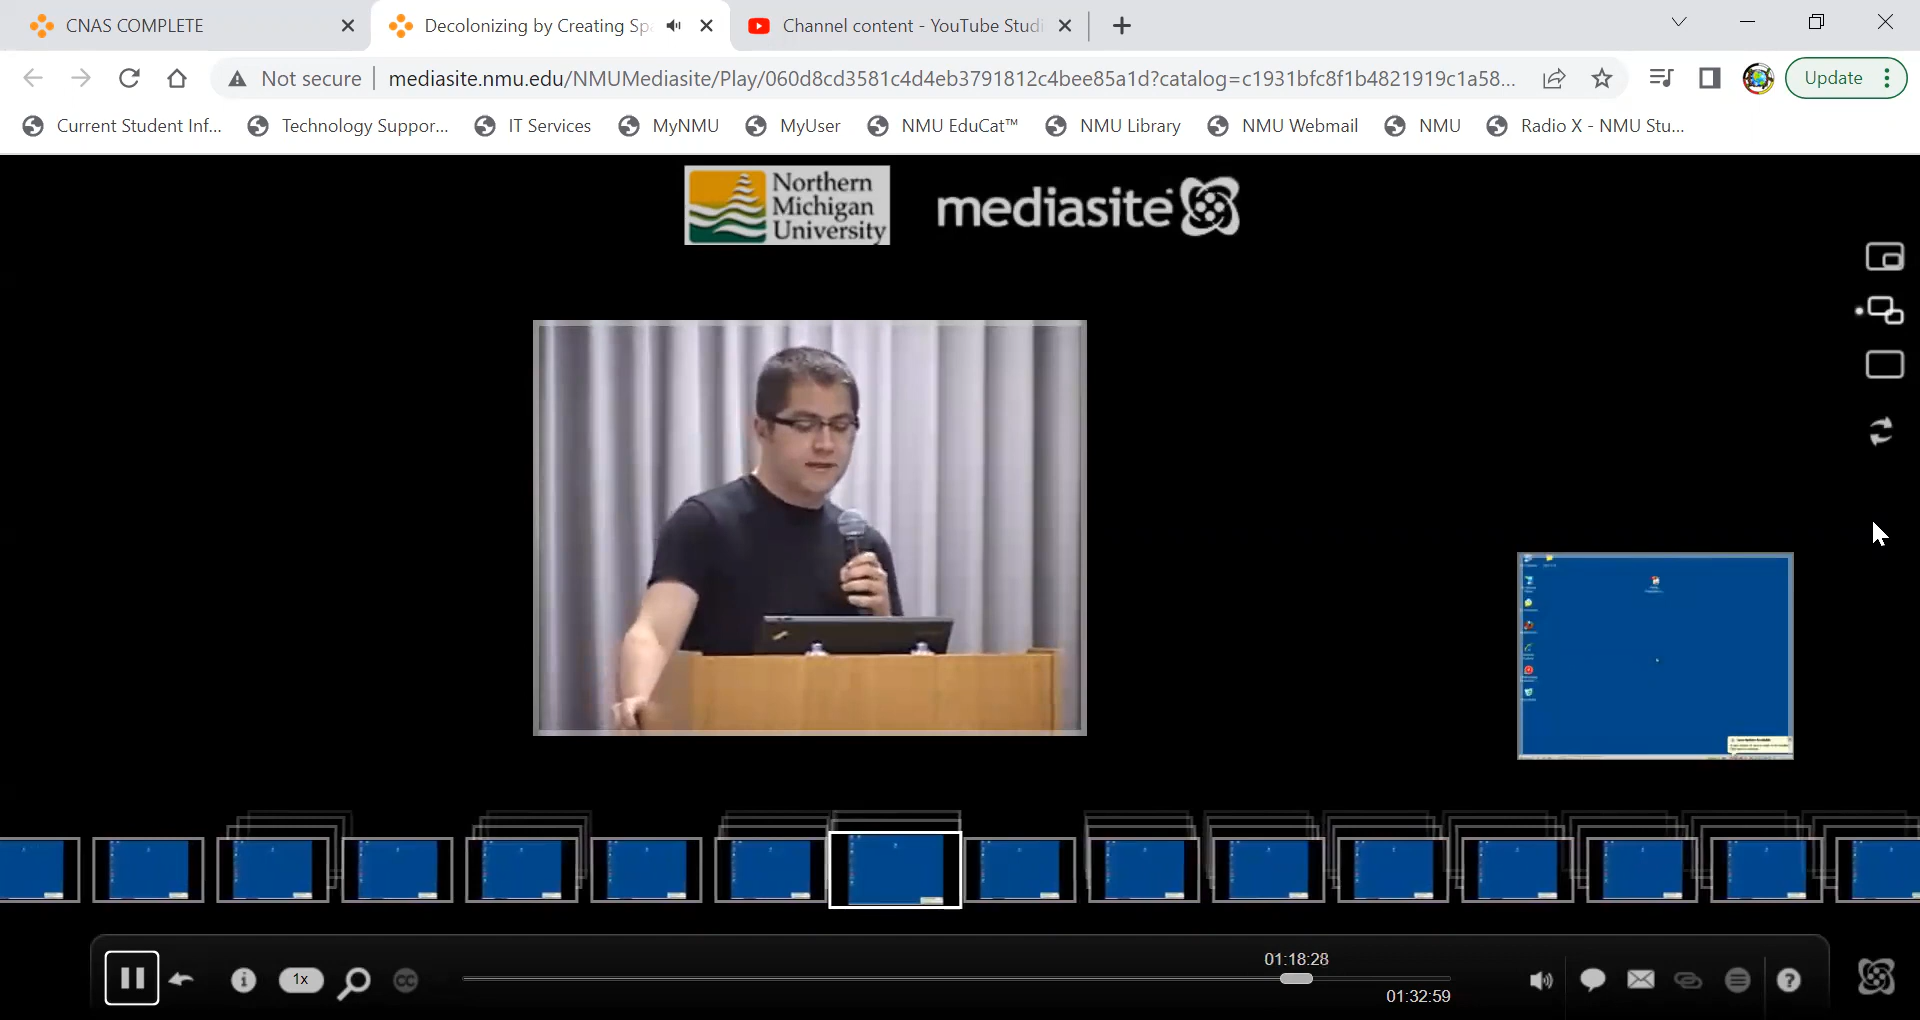 CNAS COMPLETE
Decolonizing by Creating Sp
Channel content - YouTube Studi
Not secure
mediasite.nmu.edu/NMUMediasite/Play/060d8cd3581c4d4eb3791812c4bee85a1d?catalog=c1931bfc8f1b4821919c1a58...
Update
Current Student Inf...
Technology Suppor...
IT Services
MyNMU
MyUser
NMU EduCat™
NMU Library
NMU Webmail
NMU
Radio X - NMU Stu...
Northern
Michigan
University
mediasite
01:18:28
1x
CC
01:32:59